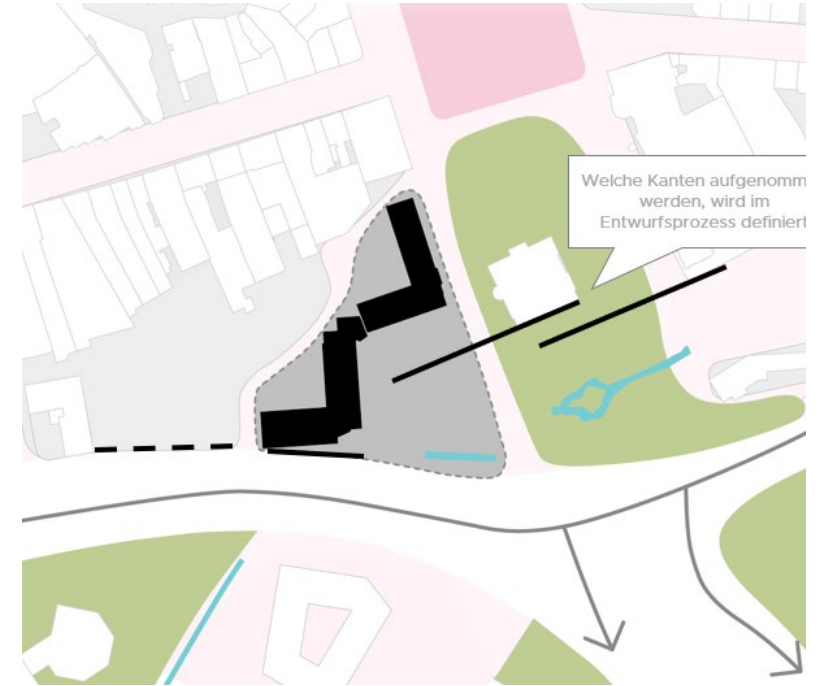 Welche Kanten aufgenomm
werden, wird im
Entwurfsprozess definiert